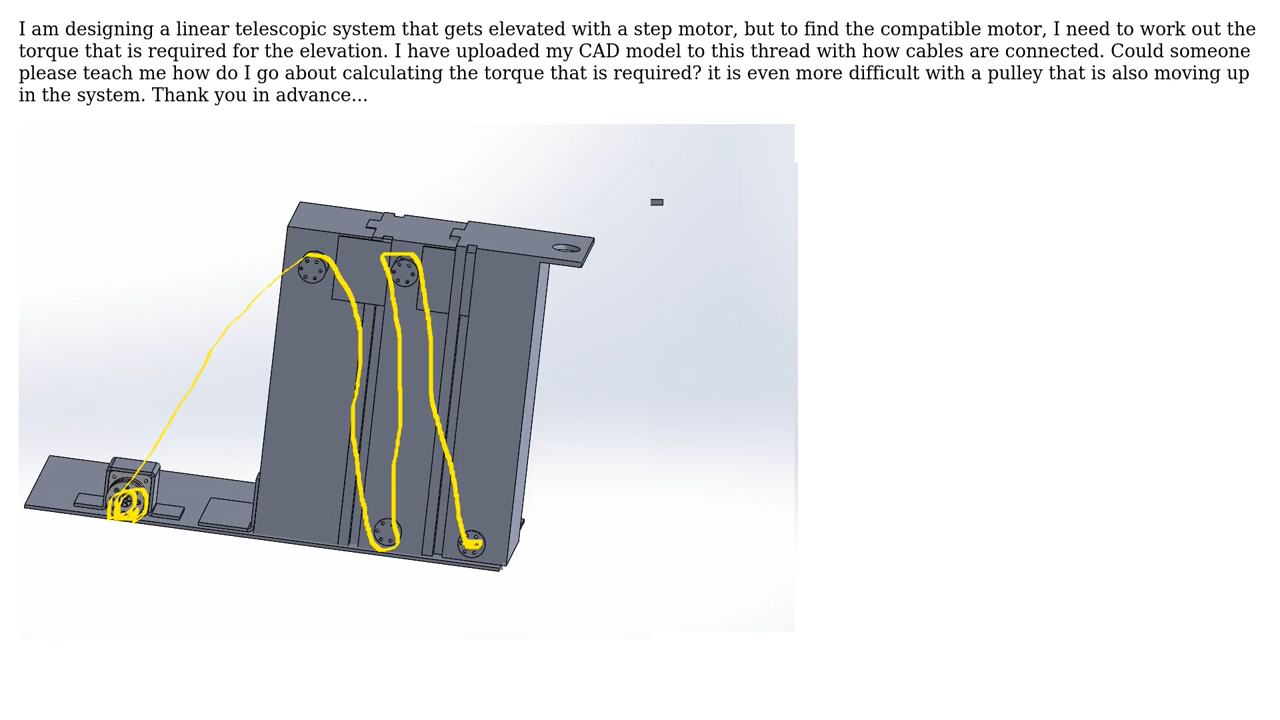 I am designing a linear telescopic system that gets elevated with a step motor, but to find the compatible motor, I need to work out the
torque that is required for the elevation. I have uploaded my CAD model to this thread with how cables are connected. Could someone
please teach me how do I go about calculating the torque that is required? it is even more difficult with a pulley that is also moving up
in the system. Thank you in advance...